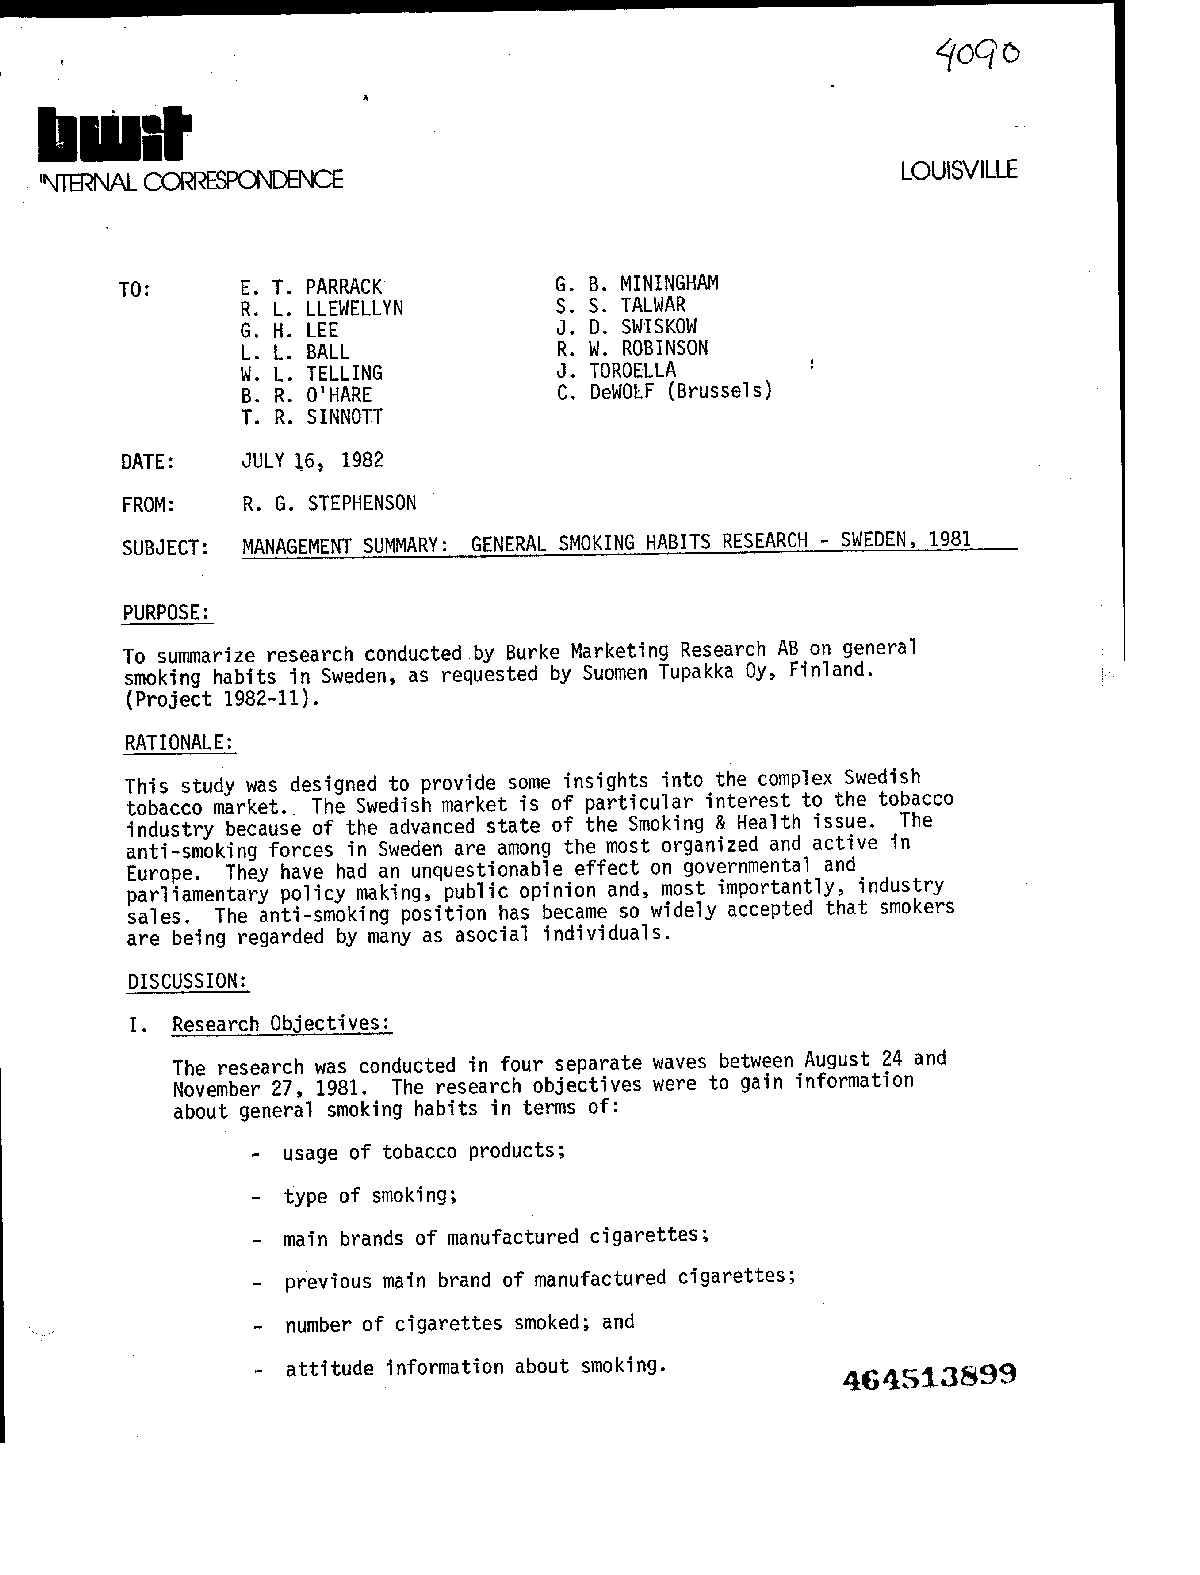 4090
bwit
INTERNAL CORRESPONDENCE
LOUISVILLE
TO: E. T. PARRACK G. B. MININGHAM
R. L. LLEWELLYN S. S. TALWAR
G. H. LEE J. D. SWISKOW
L. L. BALL R. W. ROBINSON
W. L. TELLING J. TOROELLA
B. R. O'HARE C. DeWOLF (Brussels)
T. R. SINNOTT
DATE: JULY 16, 1982
FROM: R. G. STEPHENSON
SUBJECT: MANAGEMENT SUMMARY: GENERAL SMOKING HABITS RESEARCH - SWEDEN, 1981
PURPOSE:
To summarize research conducted by Burke Marketing Research AB on general
smoking habits in Sweden, as requested by Suomen Tupakka Oy, Finland.
(Project 1982-11).
RATIONALE:
This study was designed to provide some insights into the complex Swedish
tobacco market. The Swedish market is of particular interest to the tobacco
industry because of the advanced state of the Smoking & Health issue. The
anti-smoking forces in Sweden are among the most organized and active in
Europe. They have had an unquestionable effect on governmental and
parliamentary policy making, public opinion and, most importantly, industry
sales. The anti-smoking position has became so widely accepted that smokers
are being regarded by many as asocial individuals.
DISCUSSION:
I. Research Objectives:
The research was conducted in four separate waves between August 24 and
November 27, 1981. The research objectives were to gain information
about general smoking habits in terms of:
- usage of tobacco products;
- type of smoking;
- main brands of manufactured cigarettes;
- previous main brand of manufactured cigarettes;
- number of cigarettes smoked; and
- attitude information about smoking.
464513899